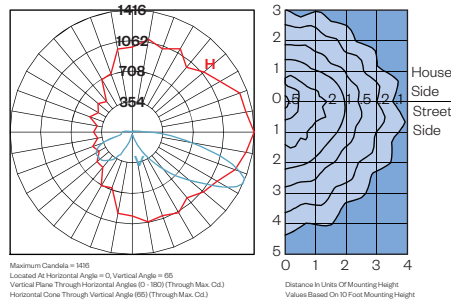 1416
1062
708
354
H
V
3
2
1
0
1
2
3
4
5
.5 2 1 .5 .2 .1
House
Side
Street
Side
0 1 2 3 4
Maximum Candela = 1416
Located At Horizontal Angle = 0, Vertical Angle = 65
Vertical Plane Through Horizontal Angles (0 - 180) (Through Max. Cd.)
Horizontal Cone Through Vertical Angle (65) (Through Max. Cd.)
Distance In Units Of Mounting Height
Values Based On 10 Foot Mounting Height